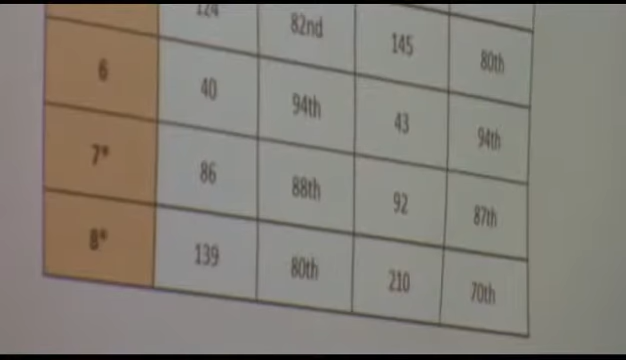 124 82nd 145 80th
6 40 94th 43 94th
7* 86 88th 92 87th
8* 139 80th 210 70th